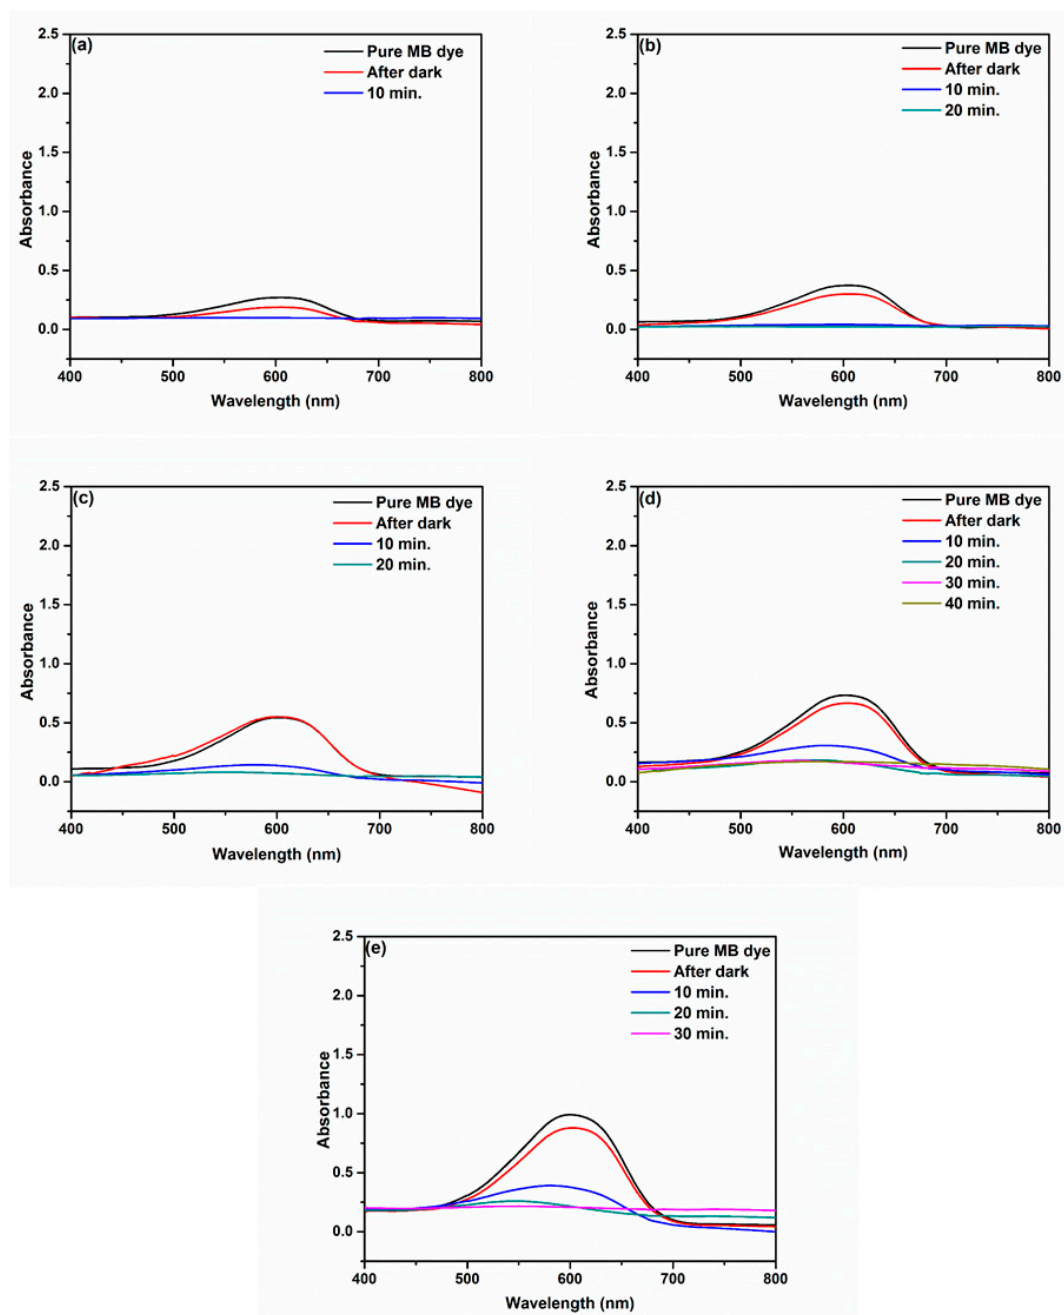 (a)
Pure MB dye
After dark
10 min.
2.5
2.0
1.5
1.0
0.5
0.0
Absorbance
400 500 600 700 800
Wavelength (nm)
(b)
Pure MB dye
After dark
10 min.
20 min.
2.5
2.0
1.5
1.0
0.5
0.0
Absorbance
400 500 600 700 800
Wavelength (nm)
(c)
Pure MB dye
After dark
10 min.
20 min.
2.5
2.0
1.5
1.0
0.5
0.0
Absorbance
400 500 600 700 800
Wavelength (nm)
(d)
Pure MB dye
After dark
10 min.
20 min.
30 min.
40 min.
2.5
2.0
1.5
1.0
0.5
0.0
Absorbance
400 500 600 700 800
Wavelength (nm)
(e)
Pure MB dye
After dark
10 min.
20 min.
30 min.
2.5
2.0
1.5
1.0
0.5
0.0
Absorbance
400 500 600 700 800
Wavelength (nm)